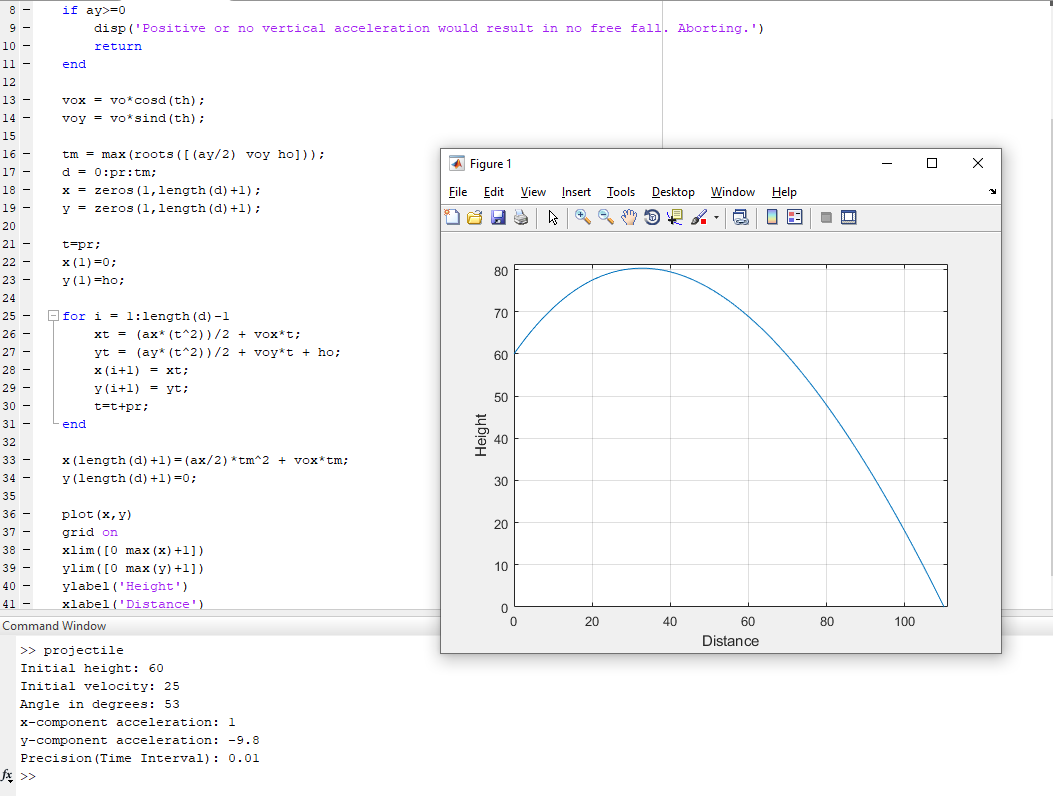 8 – if ay>=0
9 – disp('Positive or no vertical acceleration would result in no free fall. Aborting.')
10 – return
11 – end
12
13 – vox = vo*cosd(th);
14 – voy = vo*sind(th);
15
16 – tm = max(roots([(ay/2) voy ho]));
17 – d = 0:pr:tm;
18 – x = zeros(1,length(d)+1);
19 – y = zeros(1,length(d)+1);
20
21 – t=pr;
22 – x(1)=0;
23 – y(1)=ho;
24
25 – for i = 1:length(d)-1
26 – xt = (ax*(t^2))/2 + vox*t;
27 – yt = (ay*(t^2))/2 + voy*t + ho;
28 – x(i+1) = xt;
29 – y(i+1) = yt;
30 – t=t+pr;
31 – end
32
33 – x(length(d)+1)=(ax/2)*tm^2 + vox*tm;
34 – y(length(d)+1)=0;
35
36 – plot(x,y)
37 – grid on
38 – xlim([0 max(x)+1])
39 – ylim([0 max(y)+1])
40 – ylabel('Height')
41 – xlabel('Distance')
Figure 1
File Edit View Insert Tools Desktop Window Help
80
70
60
50
40
30
20
10
0
Height
0 20 40 60 80 100
Distance
Command Window
>> projectile
Initial height: 60
Initial velocity: 25
Angle in degrees: 53
x-component acceleration: 1
y-component acceleration: -9.8
Precision(Time Interval): 0.01
fx >>